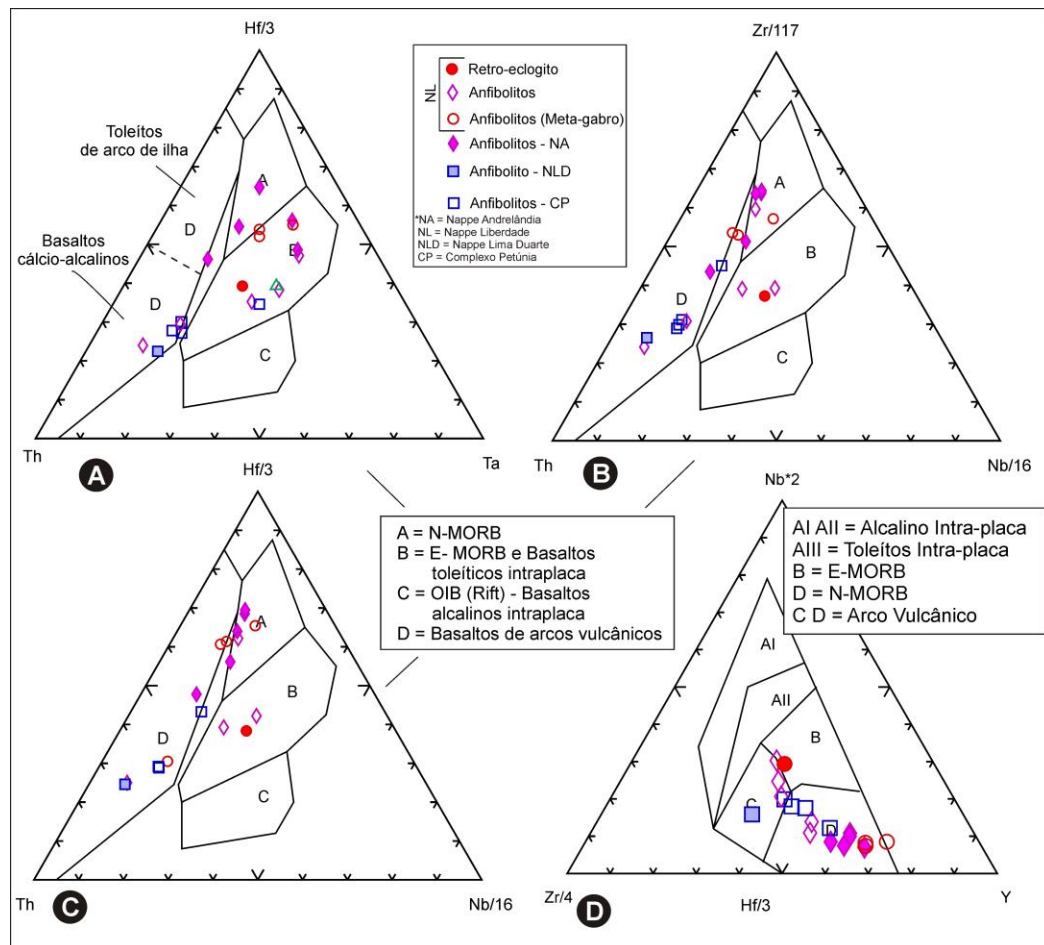 Hf/3
Toleítos
de arco de ilha
Basaltos
cálcio-alcalinos
D
D
A
B
C
Th
Ta
A
NL
Retro-eclogito
Anfibolitos
Anfibolitos (Meta-gabro)
Anfibolitos - NA
Anfibolito - NLD
Anfibolitos - CP
*NA = Nappe Andrelândia
NL = Nappe Liberdade
NLD = Nappe Lima Duarte
CP = Complexo Petúnia
Zr/117
A
B
C
D
Th
Nb/16
B
Hf/3
A
B
C
D
Th
Nb/16
C
A = N-MORB
B = E- MORB e Basaltos
toleíticos intraplaca
C = OIB (Rift) - Basaltos
alcalinos intraplaca
D = Basaltos de arcos vulcânicos
Nb*2
AI AII = Alcalino Intra-placa
AIII = Toleítos Intra-placa
B = E-MORB
D = N-MORB
C D = Arco Vulcânico
AI
AII
B
C
D
Zr/4
Hf/3
Y
D